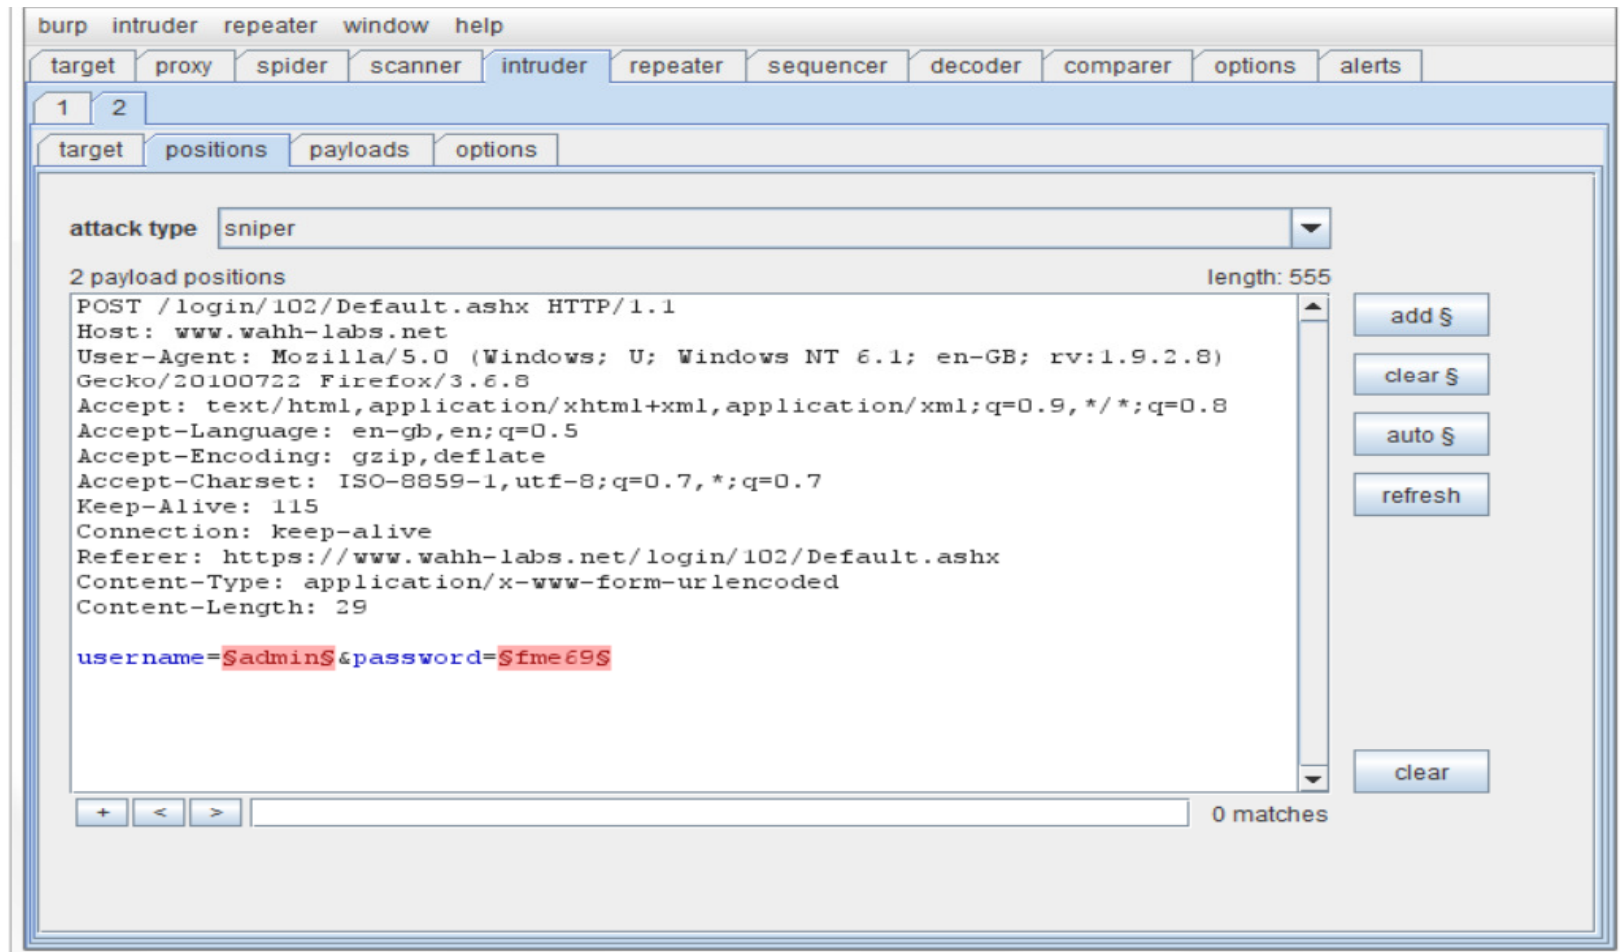 burp intruder repeater window help
target proxy spider scanner intruder repeater sequencer decoder comparer options alerts
1 2
target positions payloads options
attack type sniper
2 payload positions length: 555
POST /login/102/Default.ashx HTTP/1.1
Host: www.wahh-labs.net
User-Agent: Mozilla/5.0 (Windows; U; Windows NT 6.1; en-GB; rv:1.9.2.8)
Gecko/20100722 Firefox/3.6.8
Accept: text/html,application/xhtml+xml,application/xml;q=0.9,*/*;q=0.8
Accept-Language: en-gb,en;q=0.5
Accept-Encoding: gzip,deflate
Accept-Charset: ISO-8859-1,utf-8;q=0.7,*;q=0.7
Keep-Alive: 115
Connection: keep-alive
Referer: https://www.wahh-labs.net/login/102/Default.ashx
Content-Type: application/x-www-form-urlencoded
Content-Length: 29
username=§admin§&password=§fme69§
add §
clear §
auto §
refresh
clear
+ < > 0 matches